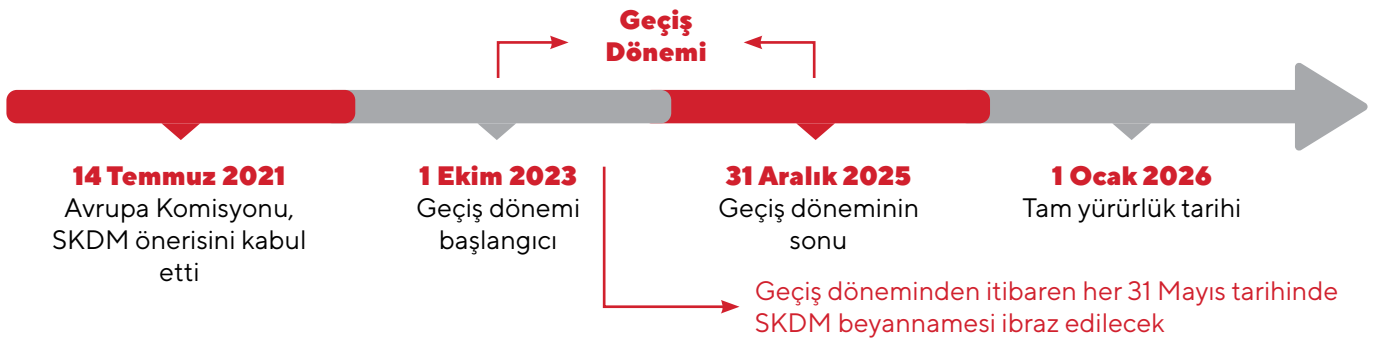 Geçiş
Dönemi
14 Temmuz 2021
Avrupa Komisyonu,
SKDM önerisini kabul
etti
1 Ekim 2023
Geçiş dönemi
başlangıcı
31 Aralık 2025
Geçiş döneminin
sonu
1 Ocak 2026
Tam yürürlük tarihi
Geçiş döneminden itibaren her 31 Mayıs tarihinde
SKDM beyannamesi ibraz edilecek